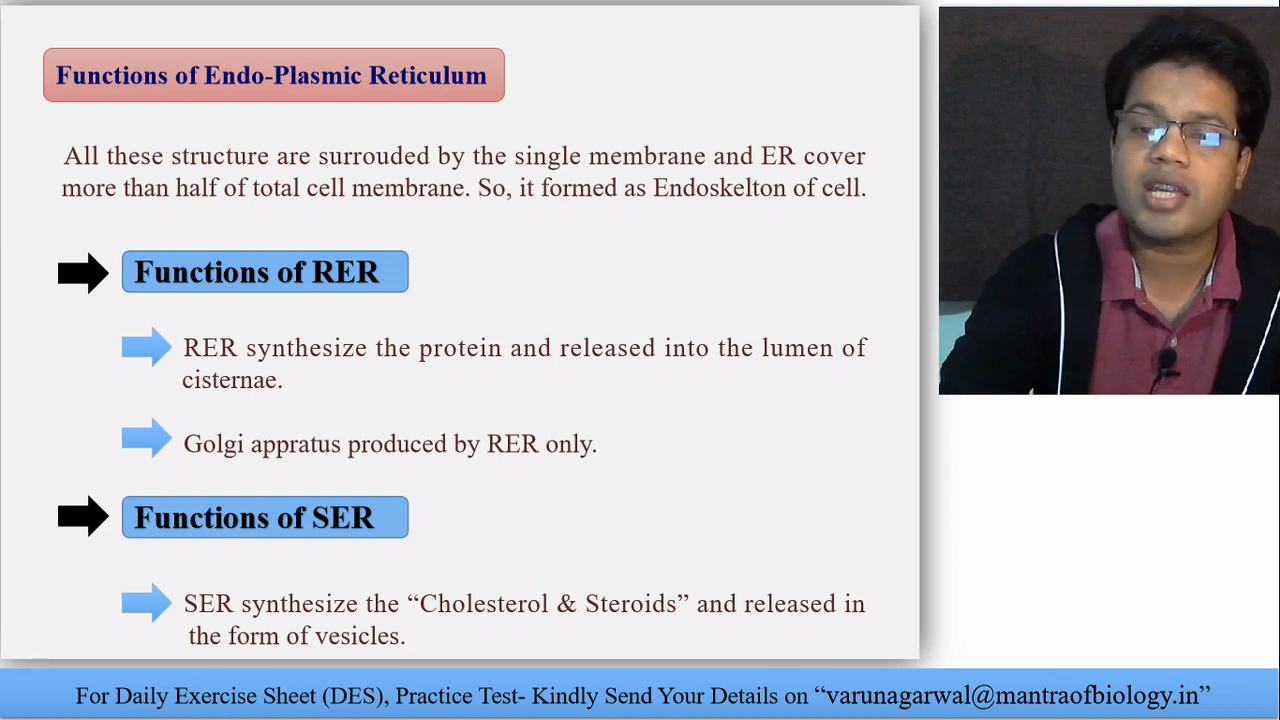 Functions of Endo-Plasmic Reticulum
All these structure are surrouded by the single membrane and ER cover
more than half of total cell membrane. So, it formed as Endoskelton of cell.
Functions of RER
RER synthesize the protein and released into the lumen of
cisternae.
Golgi appratus produced by RER only.
Functions of SER
SER synthesize the “Cholesterol & Steroids” and released in
the form of vesicles.
For Daily Exercise Sheet (DES), Practice Test- Kindly Send Your Details on “varunagarwal@mantraofbiology.in”